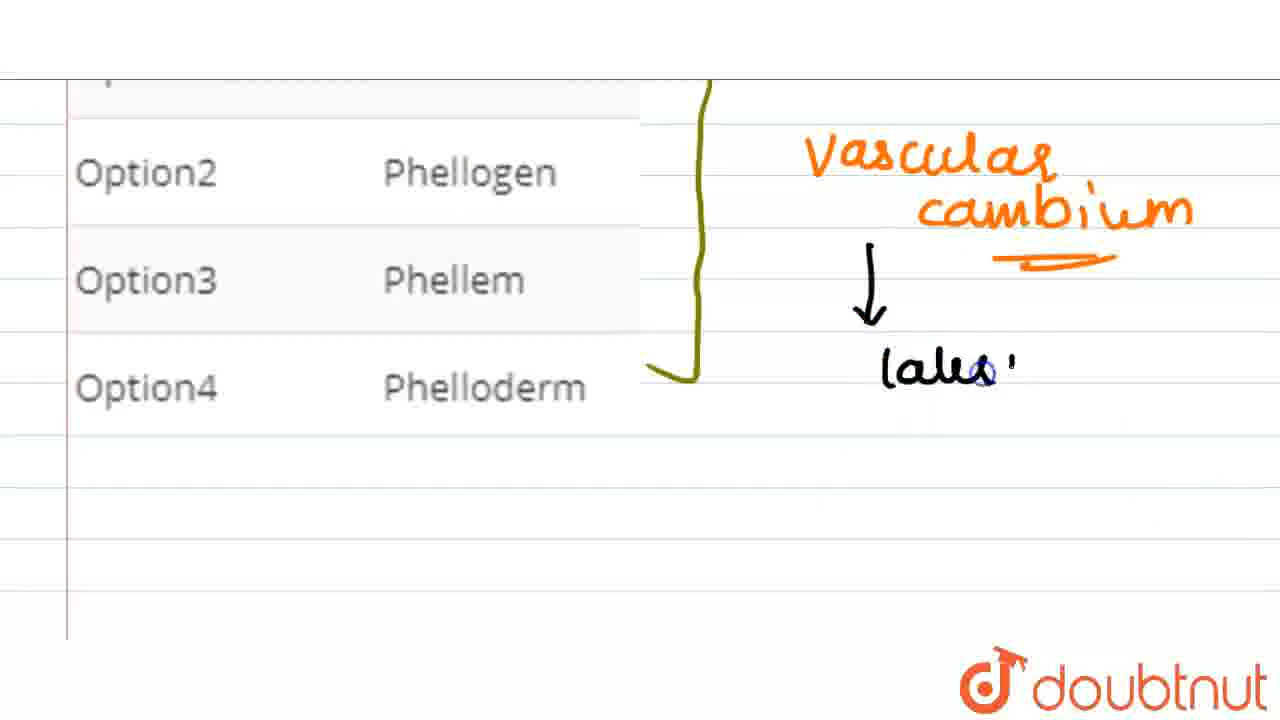 Option2 Phellogen
Vascular
cambium
Option3 Phellem
Option4 Phelloderm
doubtnut